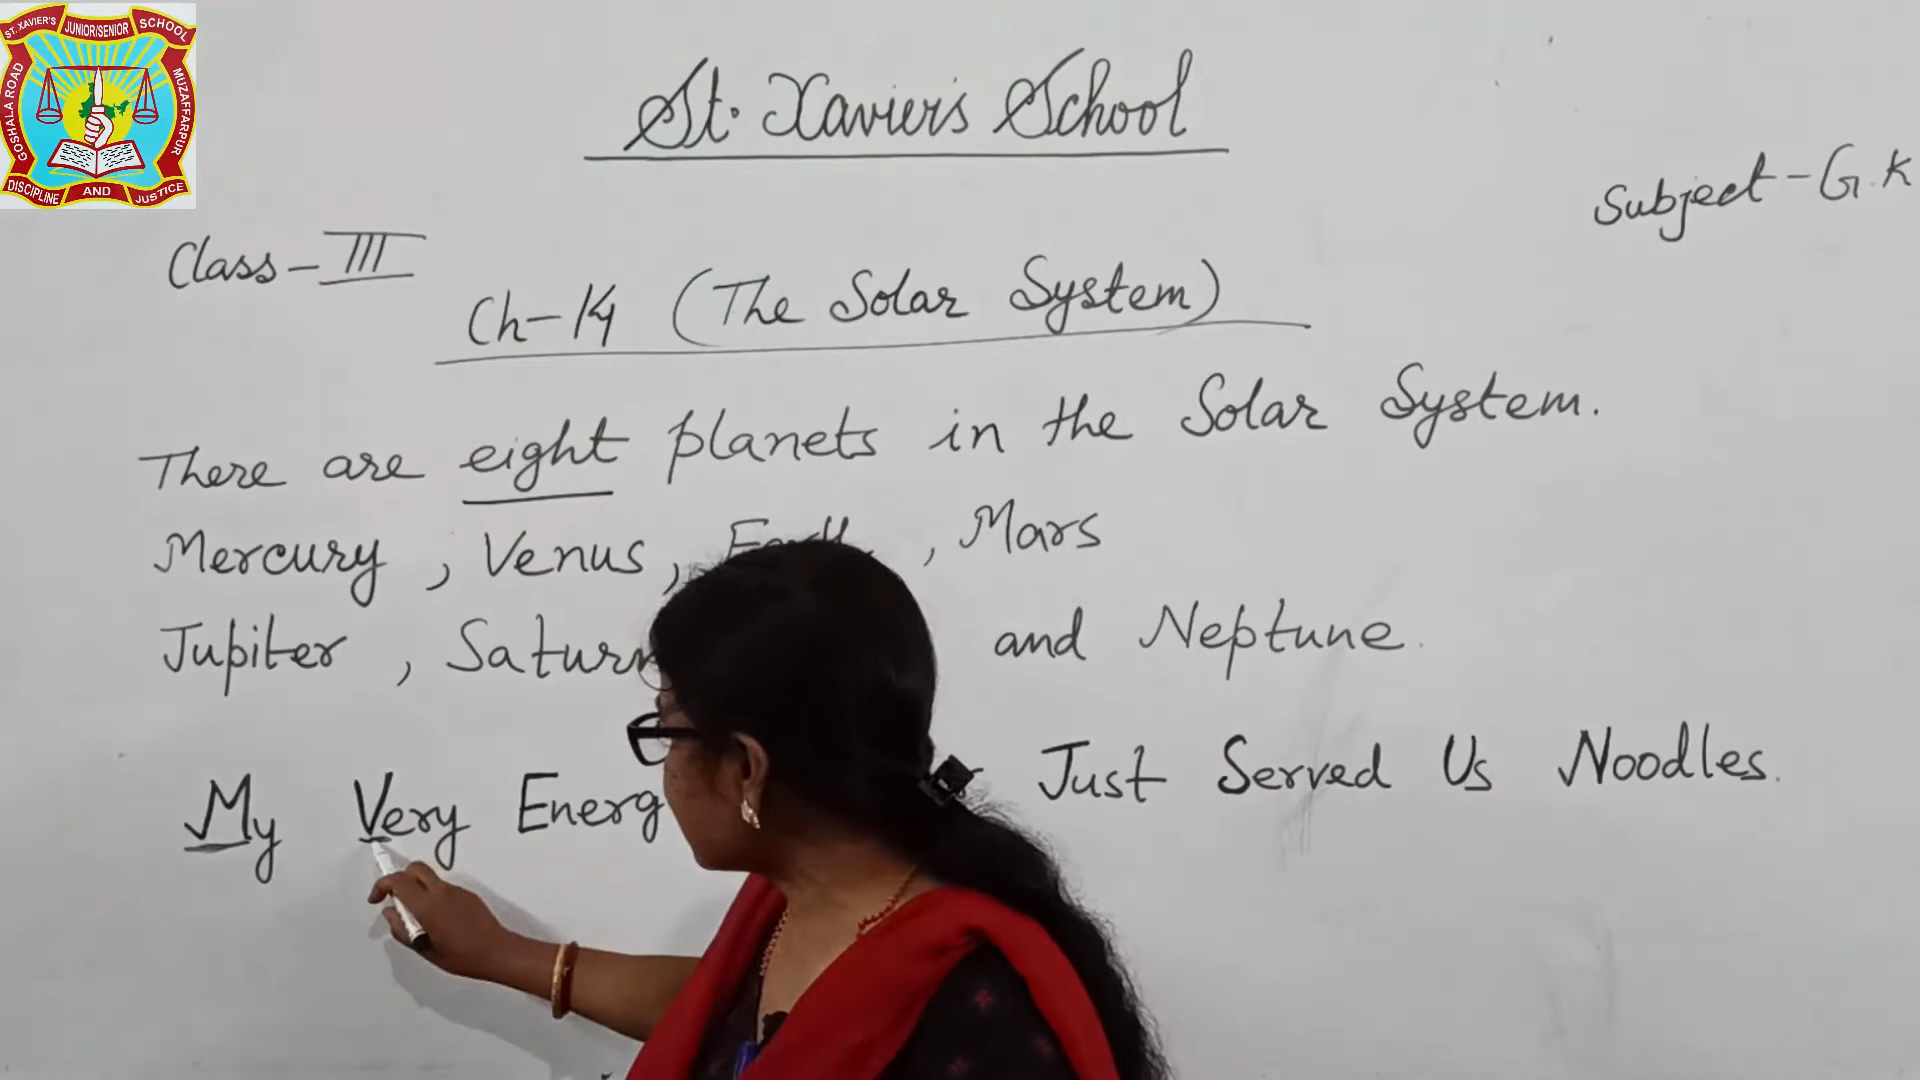 ST. XAVIER'S JUNIOR/SENIOR SCHOOL
GOSHALA ROAD
MUZAFFARPUR
DISCIPLINE AND JUSTICE
St. Xavier's School
Subject - G.K
Class - III
Ch - 14 (The Solar System)
There are eight planets in the Solar System.
Mercury, Venus, , Mars
Jupiter, Saturn and Neptune.
My Very Energ Just Served Us Noodles.